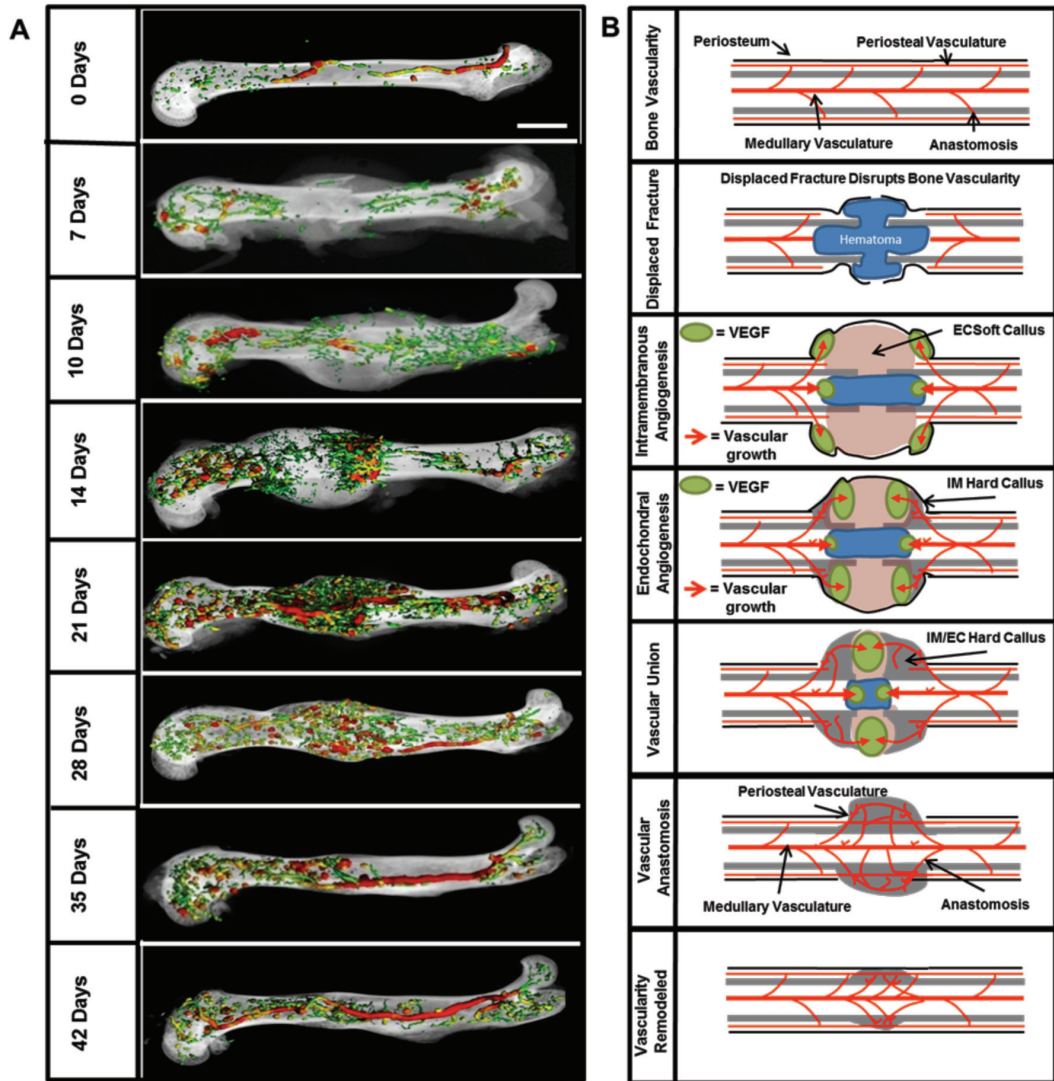 A
0 Days
7 Days
10 Days
14 Days
21 Days
28 Days
35 Days
42 Days
B
Bone Vascularity
Periosteum
Periosteal Vasculature
Medullary Vasculature
Anastomosis
Displaced Fracture
Displaced Fracture Disrupts Bone Vascularity
Hematoma
Intramembranous
Angiogenesis
= VEGF
ECSoft Callus
= Vascular
growth
Endochondral
Angiogenesis
= VEGF
IM Hard Callus
= Vascular
growth
Vascular Union
IM/EC Hard Callus
Vascular
Anastomosis
Periosteal Vasculature
Medullary Vasculature
Anastomosis
Vascularity
Remodeled